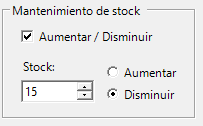 Mantenimiento de stock
Aumentar / Disminuir
Stock:
Aumentar
15
Disminuir